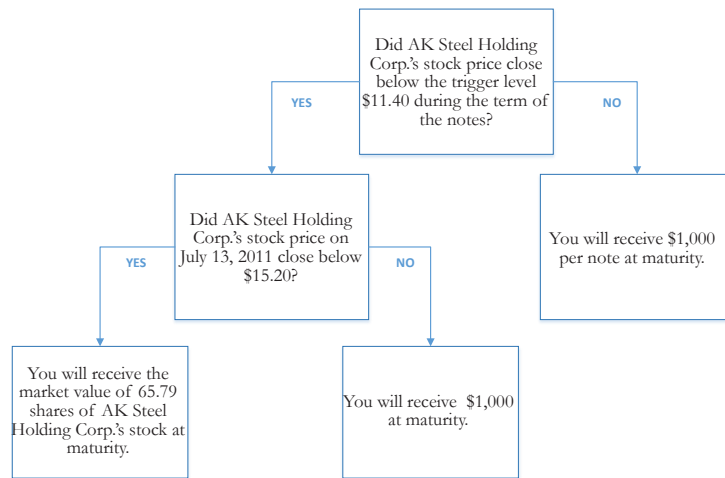 Did AK Steel Holding
Corp.'s stock price close
below the trigger level
$11.40 during the term of
the notes?
YES
NO
Did AK Steel Holding
Corp.'s stock price on
July 13, 2011 close below
$15.20?
You will receive $1,000
per note at maturity.
YES
NO
You will receive the
market value of 65.79
shares of AK Steel
Holding Corp.'s stock at
maturity.
You will receive $1,000
at maturity.